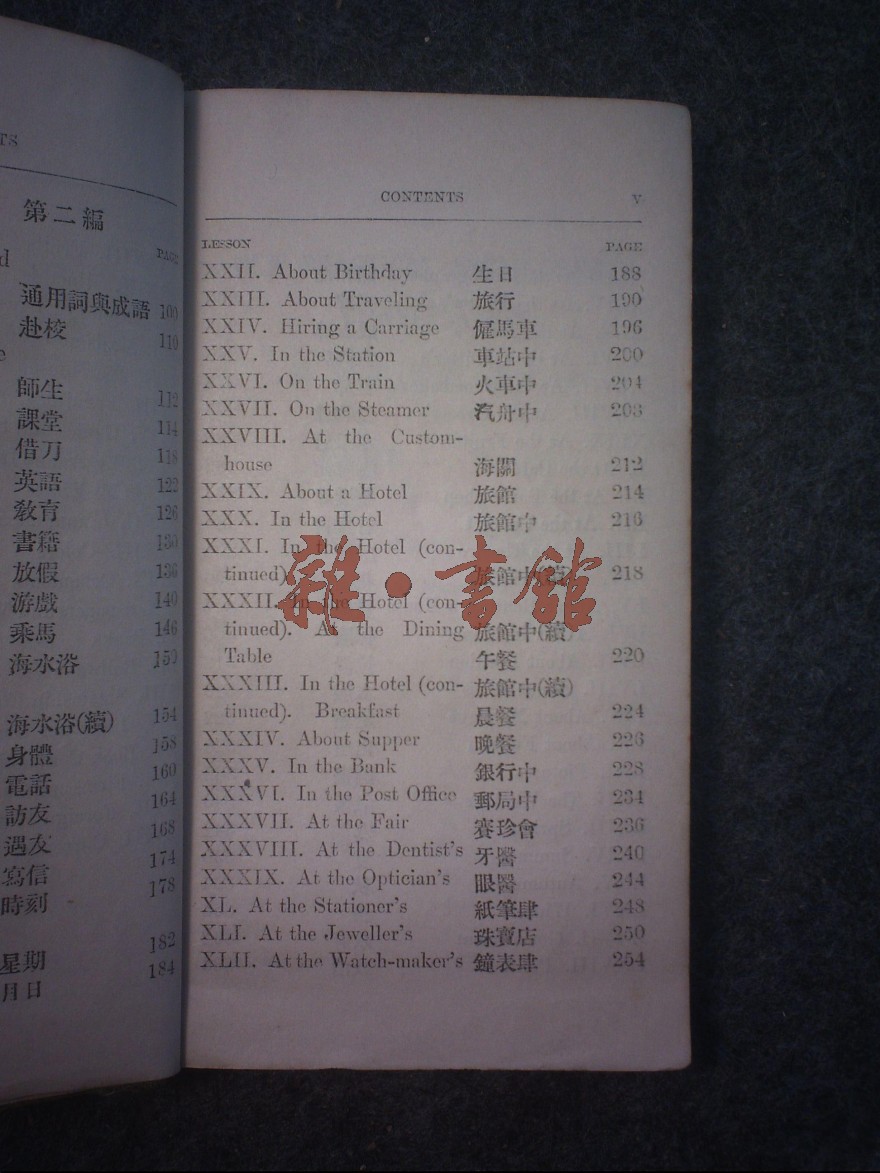 TS
第二編
d
PAGE
通用詞與成語 100
赴校 110
e
師生 112
課堂 114
借刀 118
英語 122
敎育 126
書籍 130
放假 136
游戲 140
乘馬 146
海水浴 150
海水浴(續) 154
身體 158
電話 160
訪友 164
遇友 168
寫信 174
時刻 178
星期 182
月日 184
CONTENTS V
LESSON PAGE
XXII. About Birthday 生日 188
XXIII. About Traveling 旅行 190
XXIV. Hiring a Carriage 僱馬車 196
XXV. In the Station 車站中 200
XXVI. On the Train 火車中 204
XXVII. On the Steamer 汽舟中 208
XXVIII. At the Custom-
house 海關 212
XXIX. About a Hotel 旅館 214
XXX. In the Hotel 旅館中 216
XXXI. In the Hotel (con-
tinued). 旅館中(續) 218
XXXII. In the Hotel (con-
tinued). At the Dining 旅館中(續)
Table 午餐 220
XXXIII. In the Hotel (con- 旅館中(續)
tinued). Breakfast 晨餐 224
XXXIV. About Supper 晚餐 226
XXXV. In the Bank 銀行中 228
XXXVI. In the Post Office 郵局中 234
XXXVII. At the Fair 賽珍會 236
XXXVIII. At the Dentist's 牙醫 240
XXXIX. At the Optician's 眼醫 244
XL. At the Stationer's 紙筆肆 248
XLI. At the Jeweller's 珠寶店 250
XLII. At the Watch-maker's 鐘表肆 254
雜·書舘